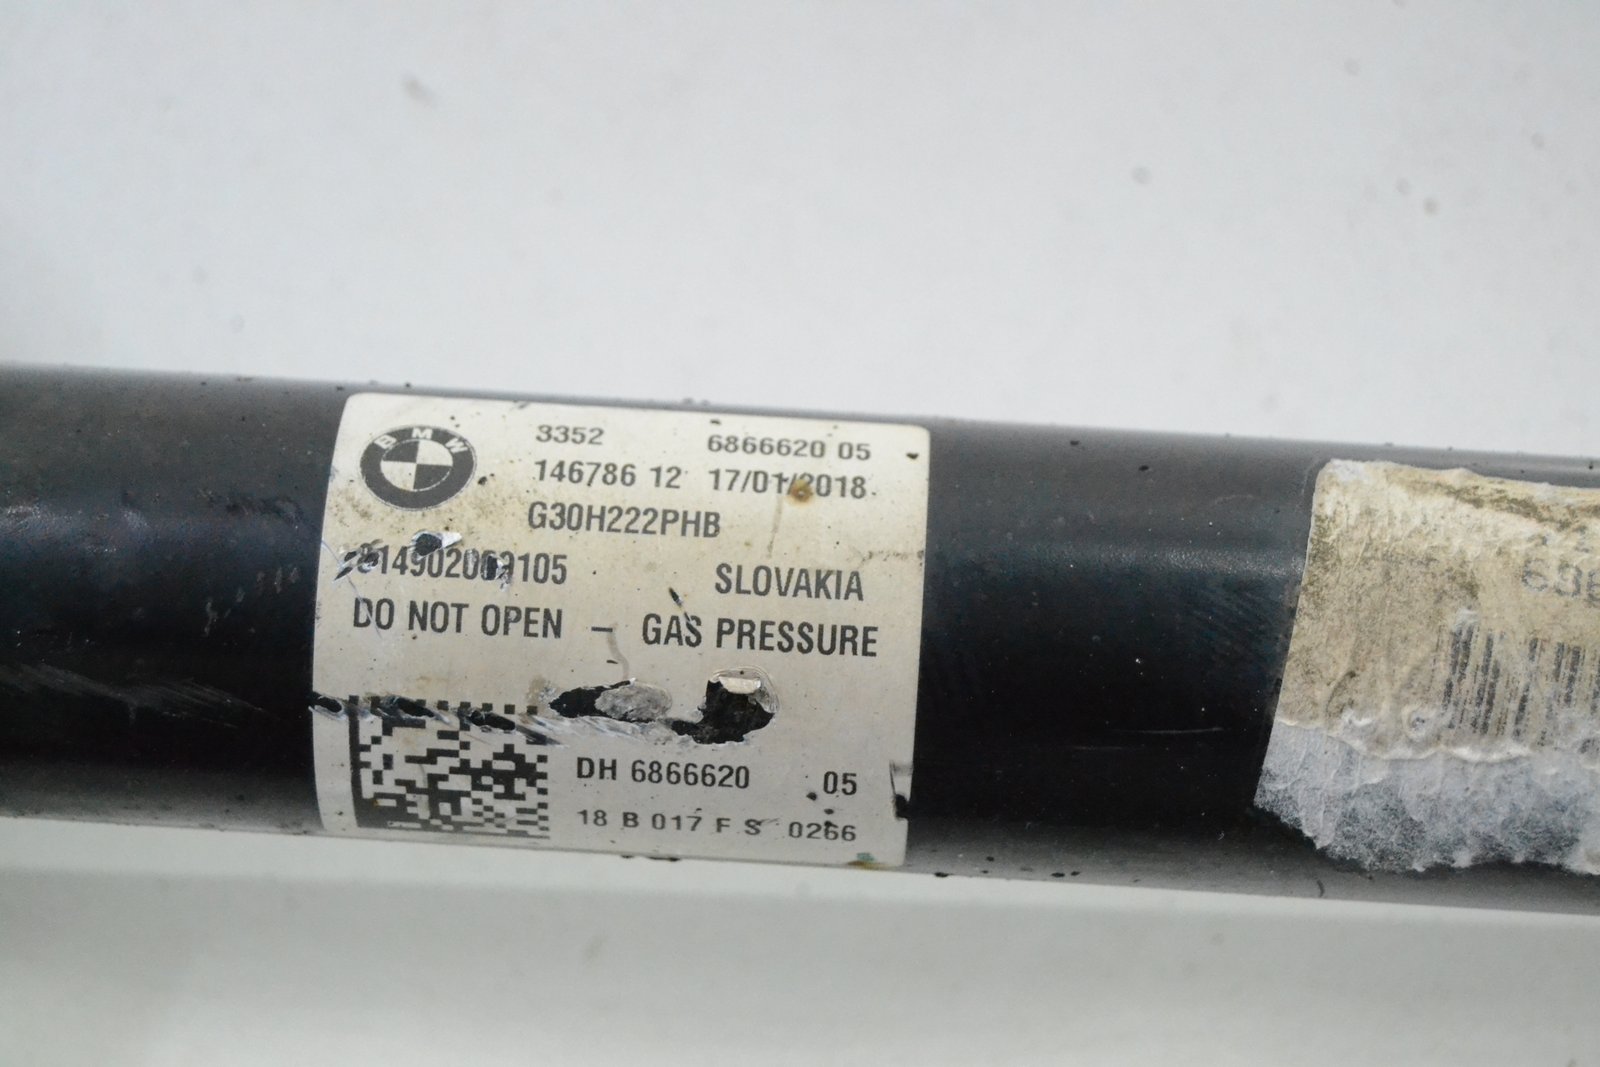 BMW
3352 6866620 05
146786 12 17/01/2018
G30H222PHB
SLOVAKIA
DO NOT OPEN – GAS PRESSURE
DH 6866620 05
18 B 017 F S 0266